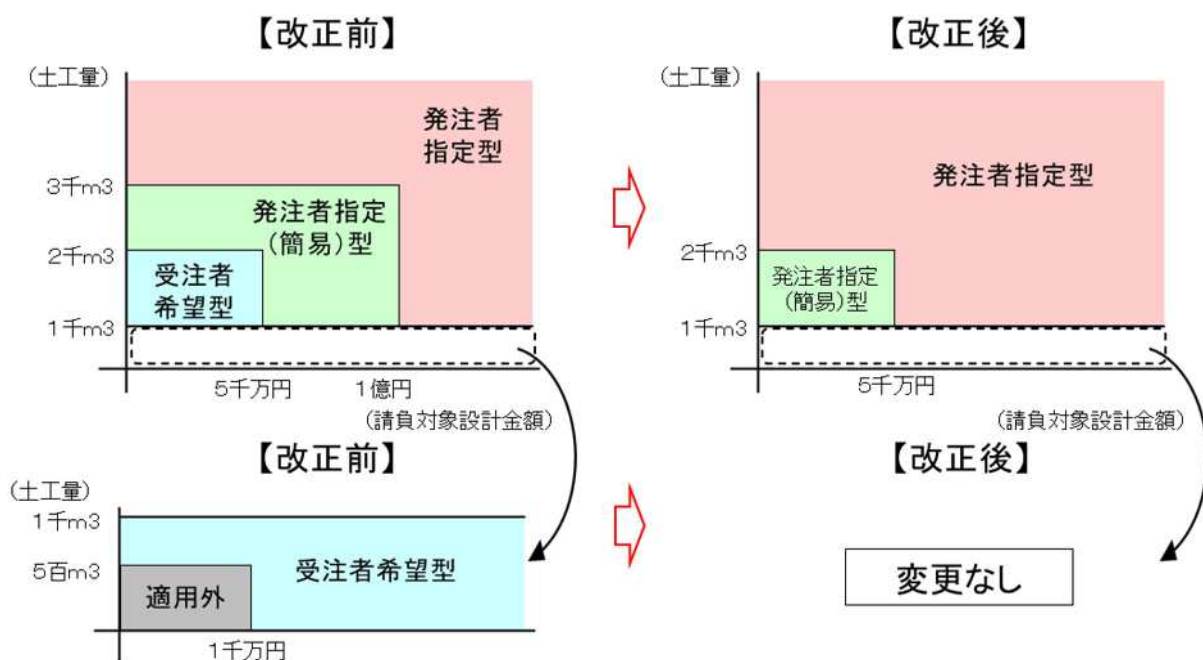 【改正前】
(土工量)
発注者
指定型
3千m3
発注者指定
(簡易)型
2千m3
受注者
希望型
1千m3
5千万円
1億円
(請負対象設計金額)
【改正後】
(土工量)
発注者指定型
2千m3
発注者指定
(簡易)型
1千m3
5千万円
(請負対象設計金額)
【改正前】
(土工量)
1千m3
受注者希望型
5百m3
適用外
1千万円
【改正後】
変更なし